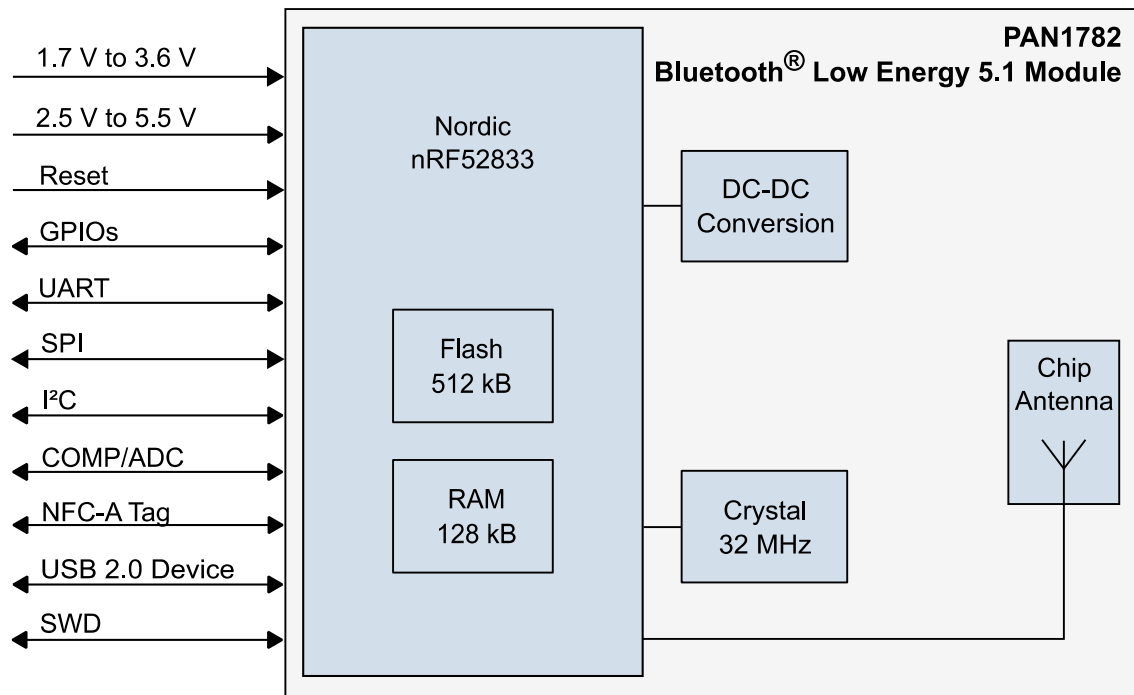 PAN1782
Bluetooth® Low Energy 5.1 Module
1.7 V to 3.6 V
2.5 V to 5.5 V
Reset
GPIOs
UART
SPI
I²C
COMP/ADC
NFC-A Tag
USB 2.0 Device
SWD
Nordic
nRF52833
Flash
512 kB
RAM
128 kB
DC-DC
Conversion
Crystal
32 MHz
Chip
Antenna